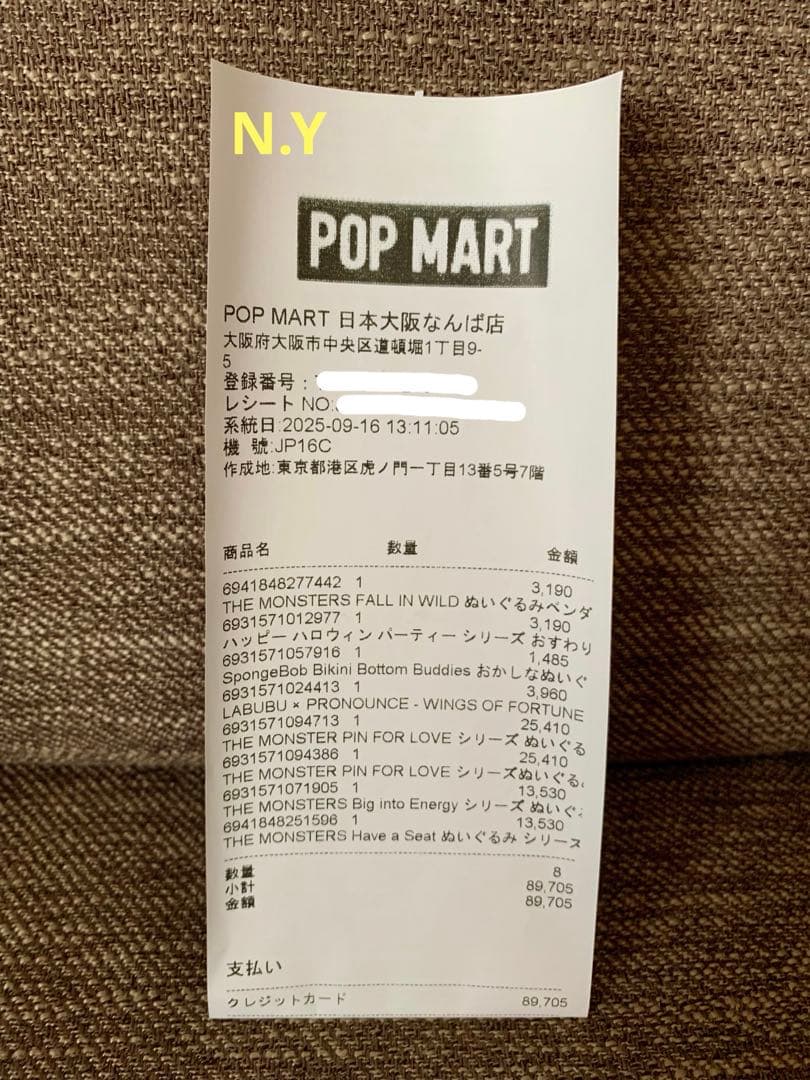 N.Y
POP MART
POP MART 日本大阪なんば店
大阪府大阪市中央区道頓堀1丁目9-
5
登録番号:
レシート NO:
系統日:2025-09-16 13:11:05
機 號:JP16C
作成地:東京都港区虎ノ門一丁目13番5号7階
商品名 数量 金額
6941848277442 1 3,190
THE MONSTERS FALL IN WILD ぬいぐるみペンダ
6931571012977 1 3,190
ハッピー ハロウィン パーティー シリーズ おすわり
6931571057916 1 1,485
SpongeBob Bikini Bottom Buddies おかしなぬいぐ
6931571024413 1 3,960
LABUBU × PRONOUNCE - WINGS OF FORTUNE
6931571094713 1 25,410
THE MONSTER PIN FOR LOVE シリーズ ぬいぐる
6931571094386 1 25,410
THE MONSTER PIN FOR LOVE シリーズぬいぐる
6931571071905 1 13,530
THE MONSTERS Big into Energy シリーズ ぬいぐ
6941848251596 1 13,530
THE MONSTERS Have a Seat ぬいぐるみ シリーズ
数量 8
小計 89,705
金額 89,705
支払い
クレジットカード 89,705